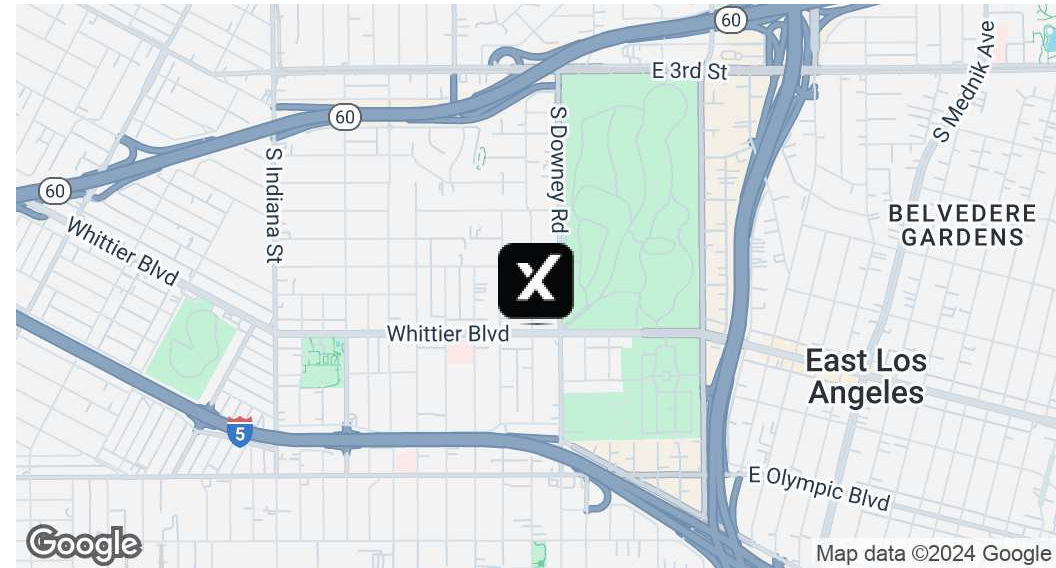 60
E 3rd St
S Mednik Ave
60
S Downey Rd
S Indiana St
60
BELVEDERE
GARDENS
Whittier Blvd
X
Whittier Blvd
East Los
Angeles
5
E Olympic Blvd
Google
Map data ©2024 Google